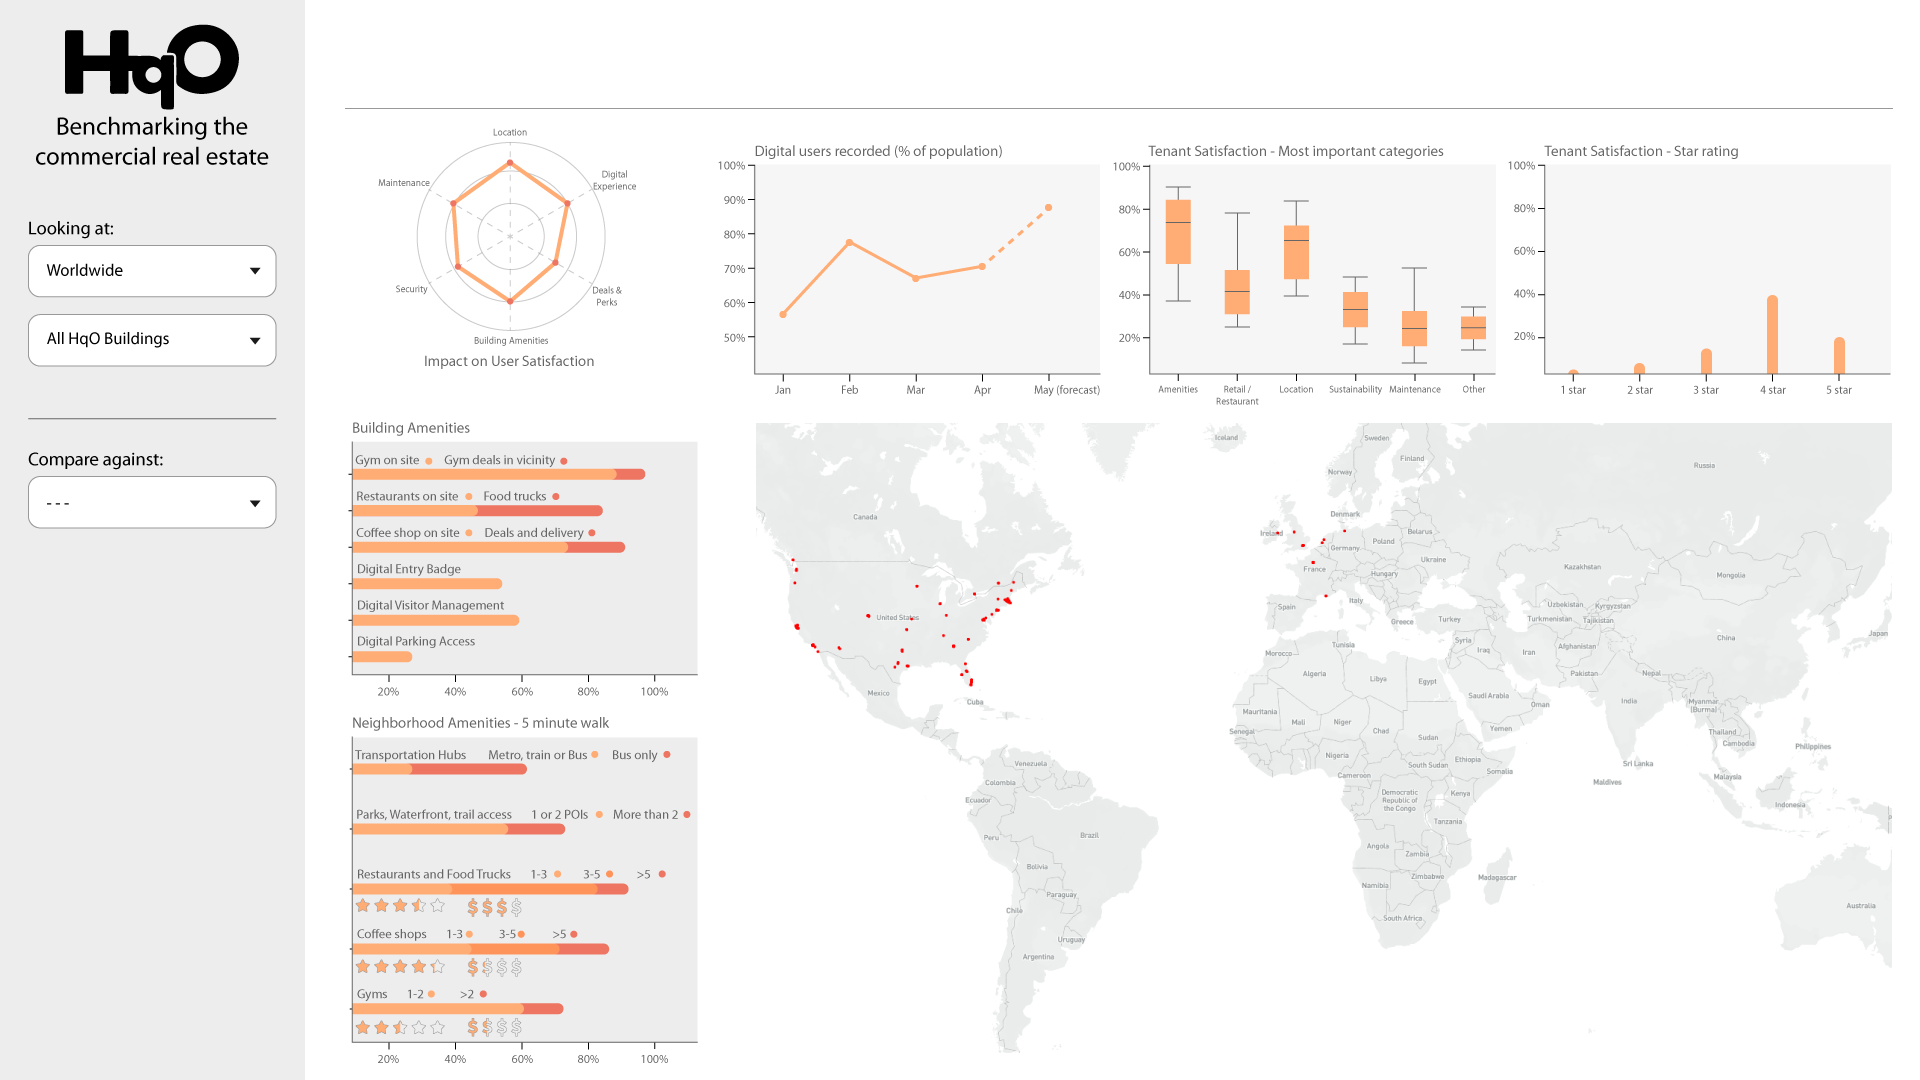 HqO
Benchmarking the
commercial real estate
Looking at:
Worldwide
All HqO Buildings
Compare against:
- - -
Location
Digital
Experience
Maintenance
Security
Deals &
Perks
Building Amenities
Impact on User Satisfaction
Digital users recorded (% of population)
100%
90%
80%
70%
60%
50%
Jan
Feb
Mar
Apr
May (forecast)
Tenant Satisfaction - Most important categories
100%
80%
60%
40%
20%
Amenities
Retail /
Restaurant
Location
Sustainability
Maintenance
Other
Tenant Satisfaction - Star rating
100%
80%
60%
40%
20%
1 star
2 star
3 star
4 star
5 star
Building Amenities
Gym on site Gym deals in vicinity
Restaurants on site Food trucks
Coffee shop on site Deals and delivery
Digital Entry Badge
Digital Visitor Management
Digital Parking Access
20% 40% 60% 80% 100%
Neighborhood Amenities - 5 minute walk
Transportation Hubs Metro, train or Bus Bus only
Parks, Waterfront, trail access 1 or 2 POIs More than 2
Restaurants and Food Trucks 1-3 3-5 >5
$ $ $ $
Coffee shops 1-3 3-5 >5
$ $ $ $
Gyms 1-2 >2
$ $ $ $
20% 40% 60% 80% 100%
Iceland
Sweden
Finland
Russia
Norway
Canada
Denmark
Ireland
Belarus
Poland
Germany
Ukraine
France
Kazakhstan
Hungary
Mongolia
Italy
Spain
Uzbekistan
Kyrgyzstan
United States
Greece
Turkey
Turkmenistan
Tajikistan
Japan
China
Syria
Tunisia
Afghanistan
Iraq
Iran
Morocco
Algeria
Libya
Egypt
Pakistan
Nepal
Mexico
Saudi Arabia
Cuba
Oman
India
Myanmar
(Burma)
Mauritania
Mali
Niger
Chad
Sudan
Yemen
Senegal
Thailand
Cambodia
Philippines
Nigeria
Ethiopia
Venezuela
South Sudan
Somalia
Sri Lanka
Cameroon
Malaysia
Colombia
Maldives
Ecuador
Democratic
Republic of
the Congo
Kenya
Indonesia
Tanzania
Peru
Brazil
Angola
Zambia
Bolivia
Zimbabwe
Madagascar
Namibia
Paraguay
Chile
Australia
South Africa
Uruguay
Argentina